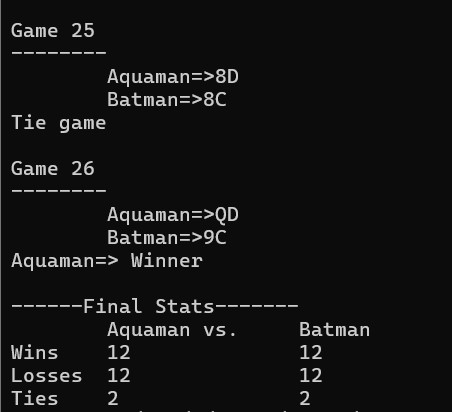 Game 25
--------
Aquaman=>8D
Batman=>8C
Tie game
Game 26
--------
Aquaman=>QD
Batman=>9C
Aquaman=> Winner
------Final Stats-------
Aquaman vs. Batman
Wins 12 12
Losses 12 12
Ties 2 2